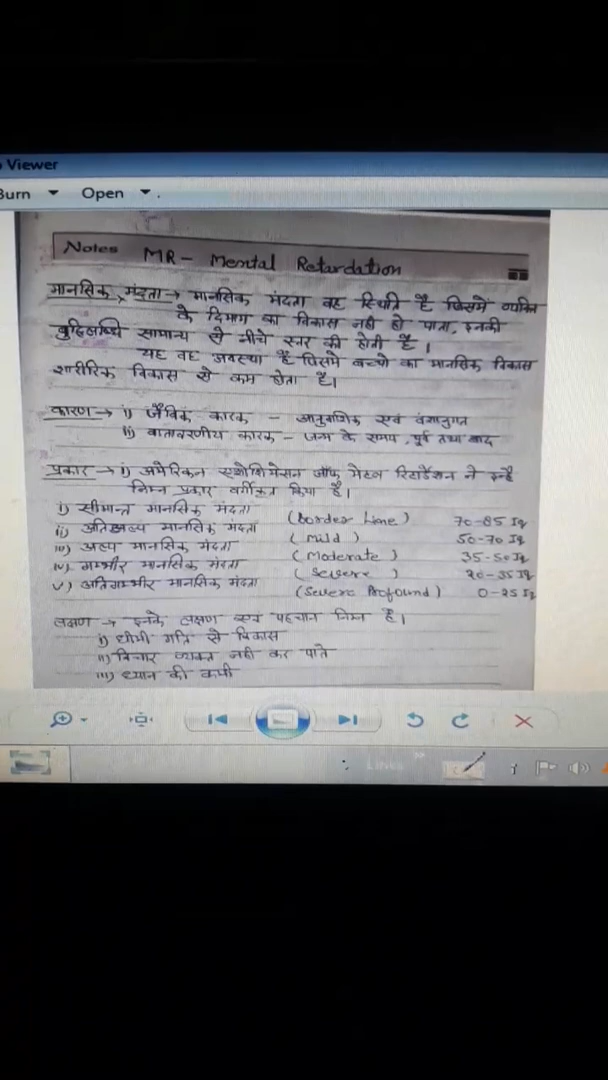 Viewer
Burn Open
Notes MR - Mental Retardation
मानसिक मंदता → मानसिक मंदता वह स्थिति है जिसमें व्यक्ति
के दिमाग का विकास नही हो पाता, इनकी
बुद्धिलब्धि सामान्य से नीचे स्तर की होती है।
यह वह अवस्था है जिसमे बच्चो का मानसिक विकास
शारीरिक विकास से कम होता है।
कारण → i) जैविक कारक - आनुवांशिक एवं वंशानुगत
ii) वातावरणीय कारक - जन्म के समय, पूर्व तथा बाद
प्रकार → i) अमेरिकन एसोशिएसन ऑफ मेंटल रिटार्डेशन ने इन्हे
निम्न प्रकार वर्गीकृत किया है।
i) सीमान्त मानसिक मंदता (Border Line) 70-85 Iq
ii) अतिअल्प मानसिक मंदता (Mild) 50-70 Iq
iii) अल्प मानसिक मंदता (Moderate) 35-50 Iq
iv) गम्भीर मानसिक मंदता (Severe) 20-35 Iq
v) अतिगम्भीर मानसिक मंदता (Severe Profound) 0-25 Iq
लक्षण → इनके लक्षण एवं पहचान निम्न है।
i) धीमी गति से विकास
ii) विचार व्यक्त नही कर पाते
iii) ध्यान की कमी
Links